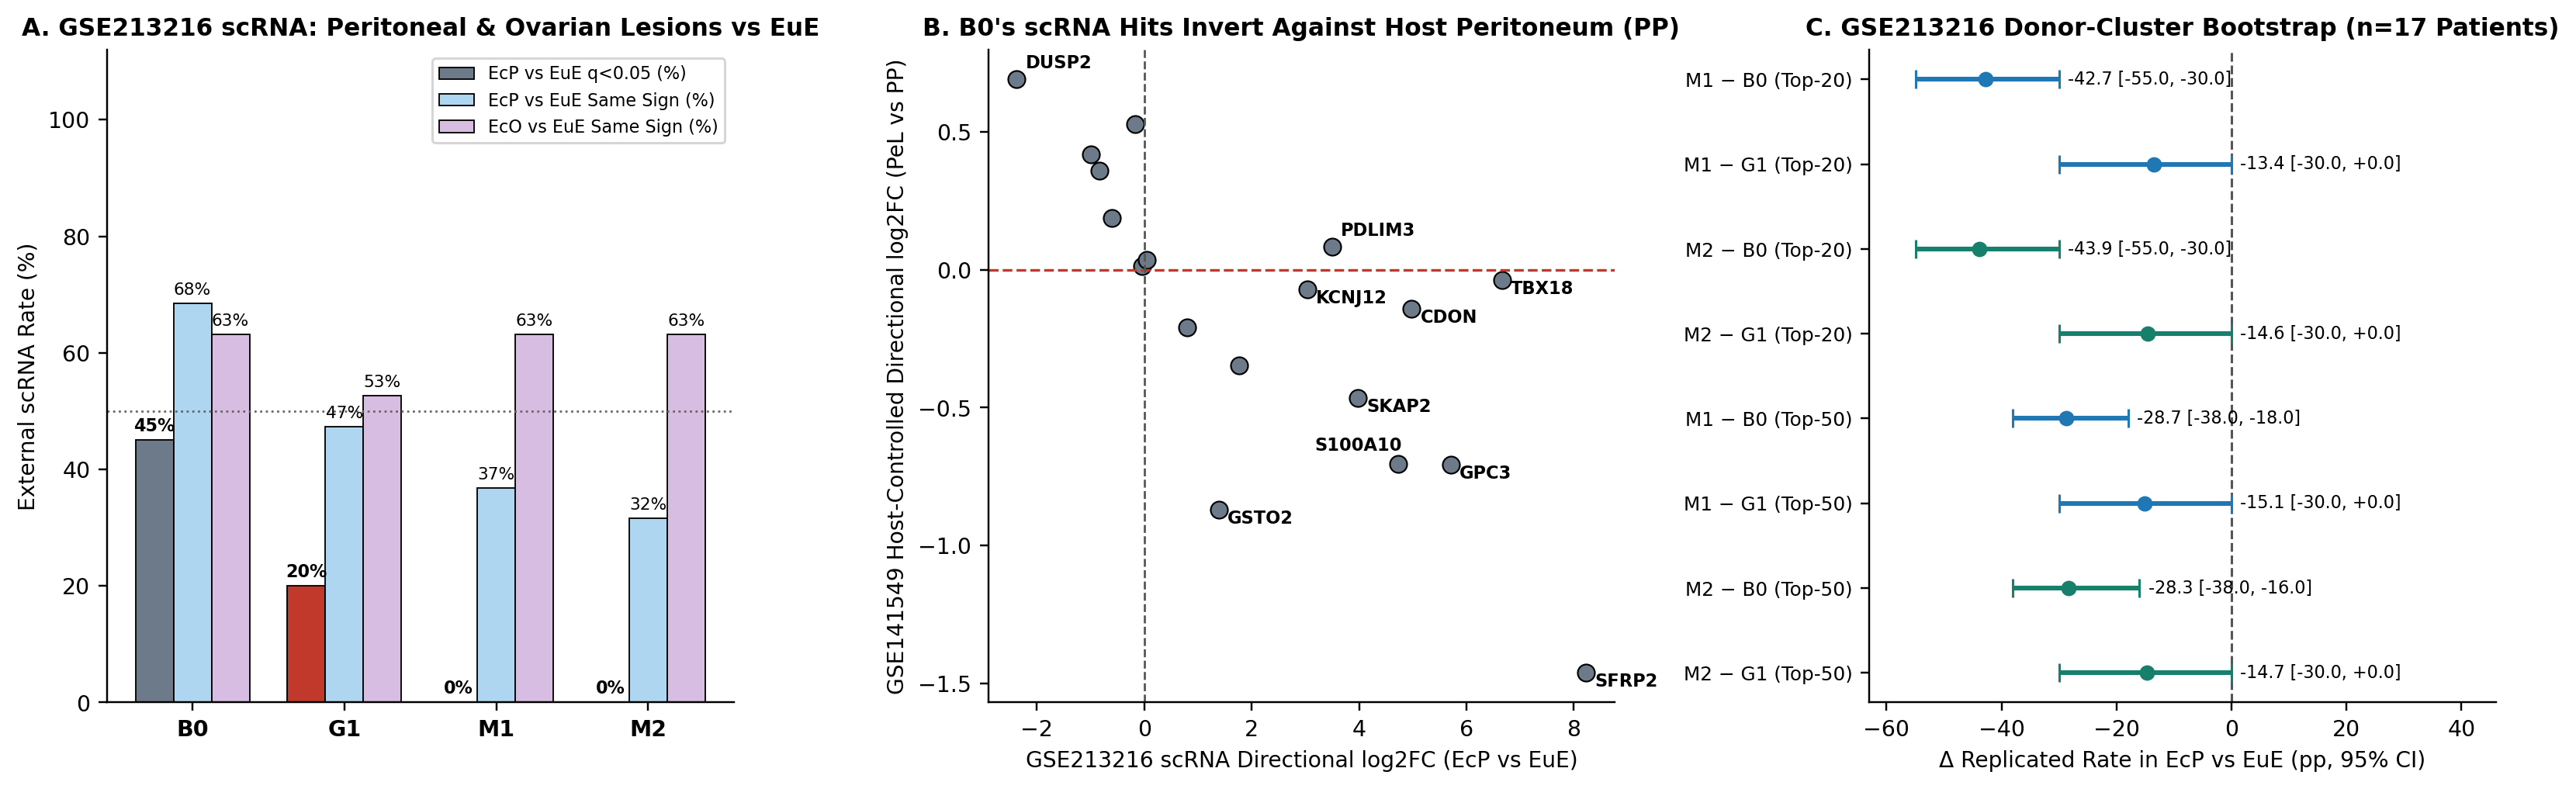 A. GSE213216 scRNA: Peritoneal & Ovarian Lesions vs EuE
External scRNA Rate (%)
100
80
60
40
20
0
EcP vs EuE q<0.05 (%)
EcP vs EuE Same Sign (%)
EcO vs EuE Same Sign (%)
45%
68%
63%
20%
47%
53%
0%
37%
63%
0%
32%
63%
B0
G1
M1
M2
B. B0's scRNA Hits Invert Against Host Peritoneum (PP)
GSE141549 Host-Controlled Directional log2FC (PeL vs PP)
0.5
0.0
−0.5
−1.0
−1.5
DUSP2
PDLIM3
TBX18
KCNJ12
CDON
SKAP2
S100A10
GPC3
GSTO2
SFRP2
−2
0
2
4
6
8
GSE213216 scRNA Directional log2FC (EcP vs EuE)
C. GSE213216 Donor-Cluster Bootstrap (n=17 Patients)
M1 − B0 (Top-20)
-42.7 [-55.0, -30.0]
M1 − G1 (Top-20)
-13.4 [-30.0, +0.0]
M2 − B0 (Top-20)
-43.9 [-55.0, -30.0]
M2 − G1 (Top-20)
-14.6 [-30.0, +0.0]
M1 − B0 (Top-50)
-28.7 [-38.0, -18.0]
M1 − G1 (Top-50)
-15.1 [-30.0, +0.0]
M2 − B0 (Top-50)
-28.3 [-38.0, -16.0]
M2 − G1 (Top-50)
-14.7 [-30.0, +0.0]
−60
−40
−20
0
20
40
Δ Replicated Rate in EcP vs EuE (pp, 95% CI)